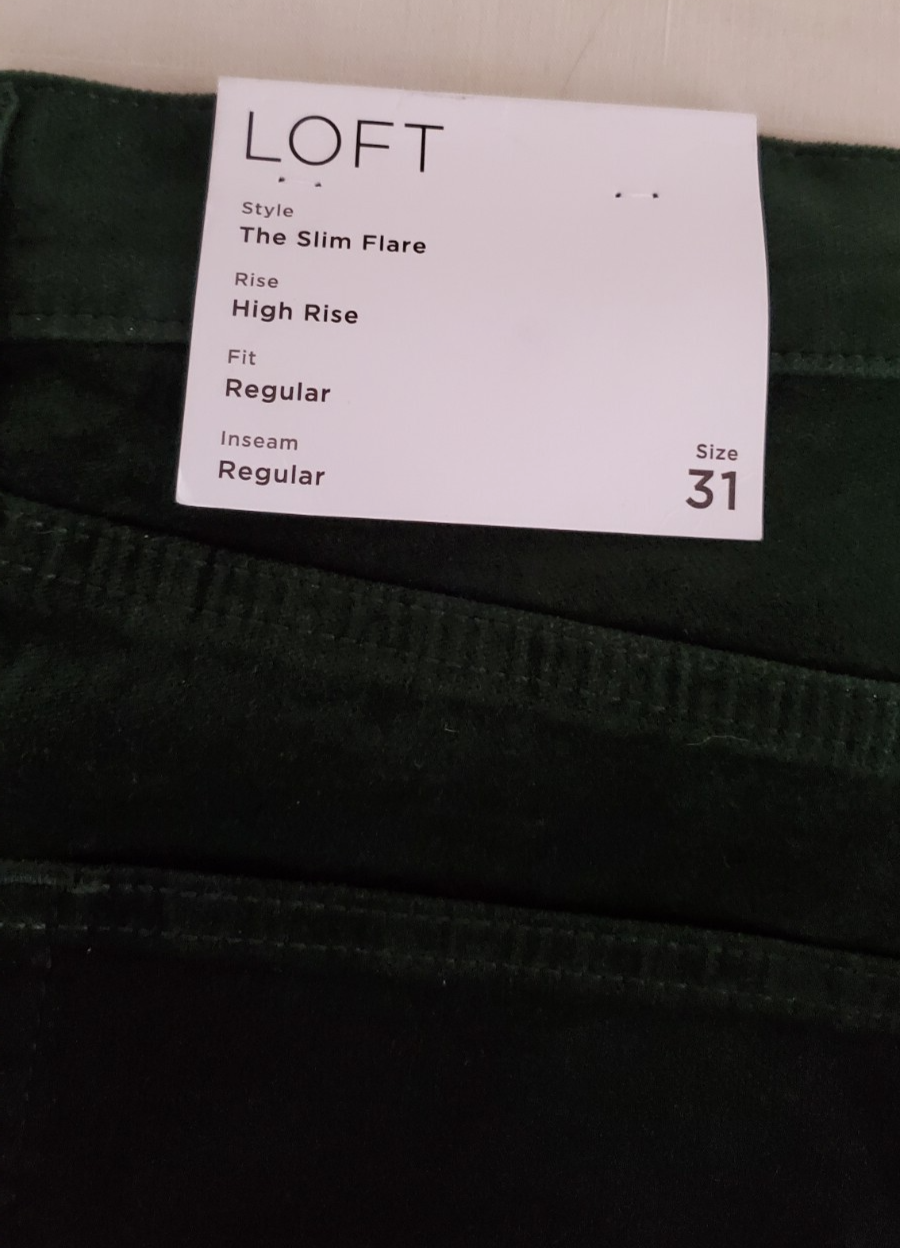 LOFT
Style
The Slim Flare
Rise
High Rise
Fit
Regular
Inseam
Regular
Size
31